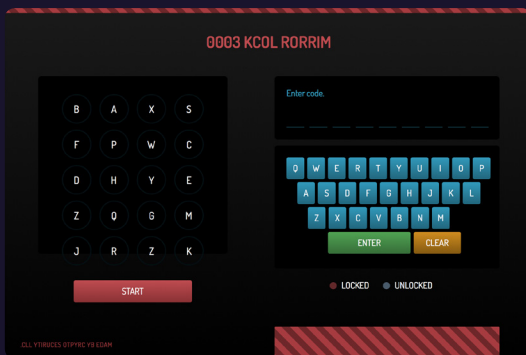 0003 KCOL RORRIM
B A X S
F P W C
D H Y E
Z Q G M
J R Z K
START
Enter code.
Q W E R T Y U I O P
A S D F G H J K L
Z X C V B N M
ENTER CLEAR
LOCKED UNLOCKED
.CLL YTIRUCES OTPYRC YB EDAM